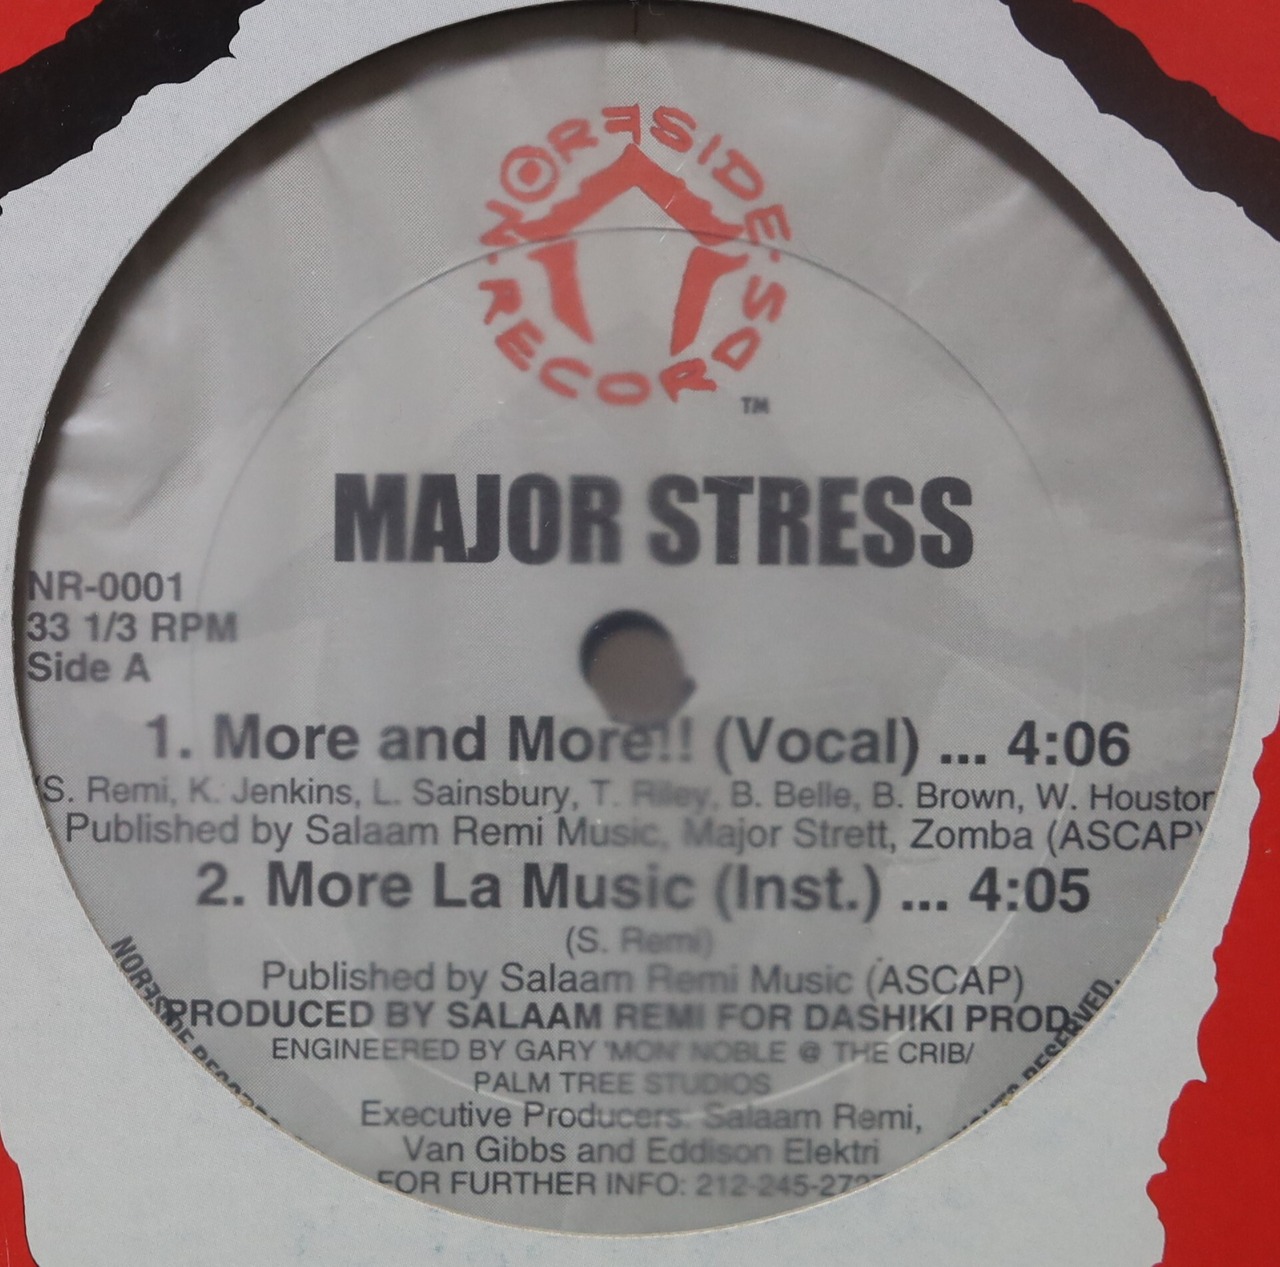 NORFSIDE
RECORDS
TM
MAJOR STRESS
NR-0001
33 1/3 RPM
Side A
1. More and More!! (Vocal) ... 4:06
(S. Remi, K. Jenkins, L. Sainsbury, T. Riley, B. Belle, B. Brown, W. Houston
Published by Salaam Remi Music, Major Strett, Zomba (ASCAP)
2. More La Music (Inst.) ... 4:05
(S. Remi)
Published by Salaam Remi Music (ASCAP)
PRODUCED BY SALAAM REMI FOR DASHIKI PROD.
ENGINEERED BY GARY 'MON' NOBLE @ THE CRIB/
PALM TREE STUDIOS
Executive Producers: Salaam Remi,
Van Gibbs and Eddison Elektri
FOR FURTHER INFO: 212-245-27
NORFSIDE
RESERVED.